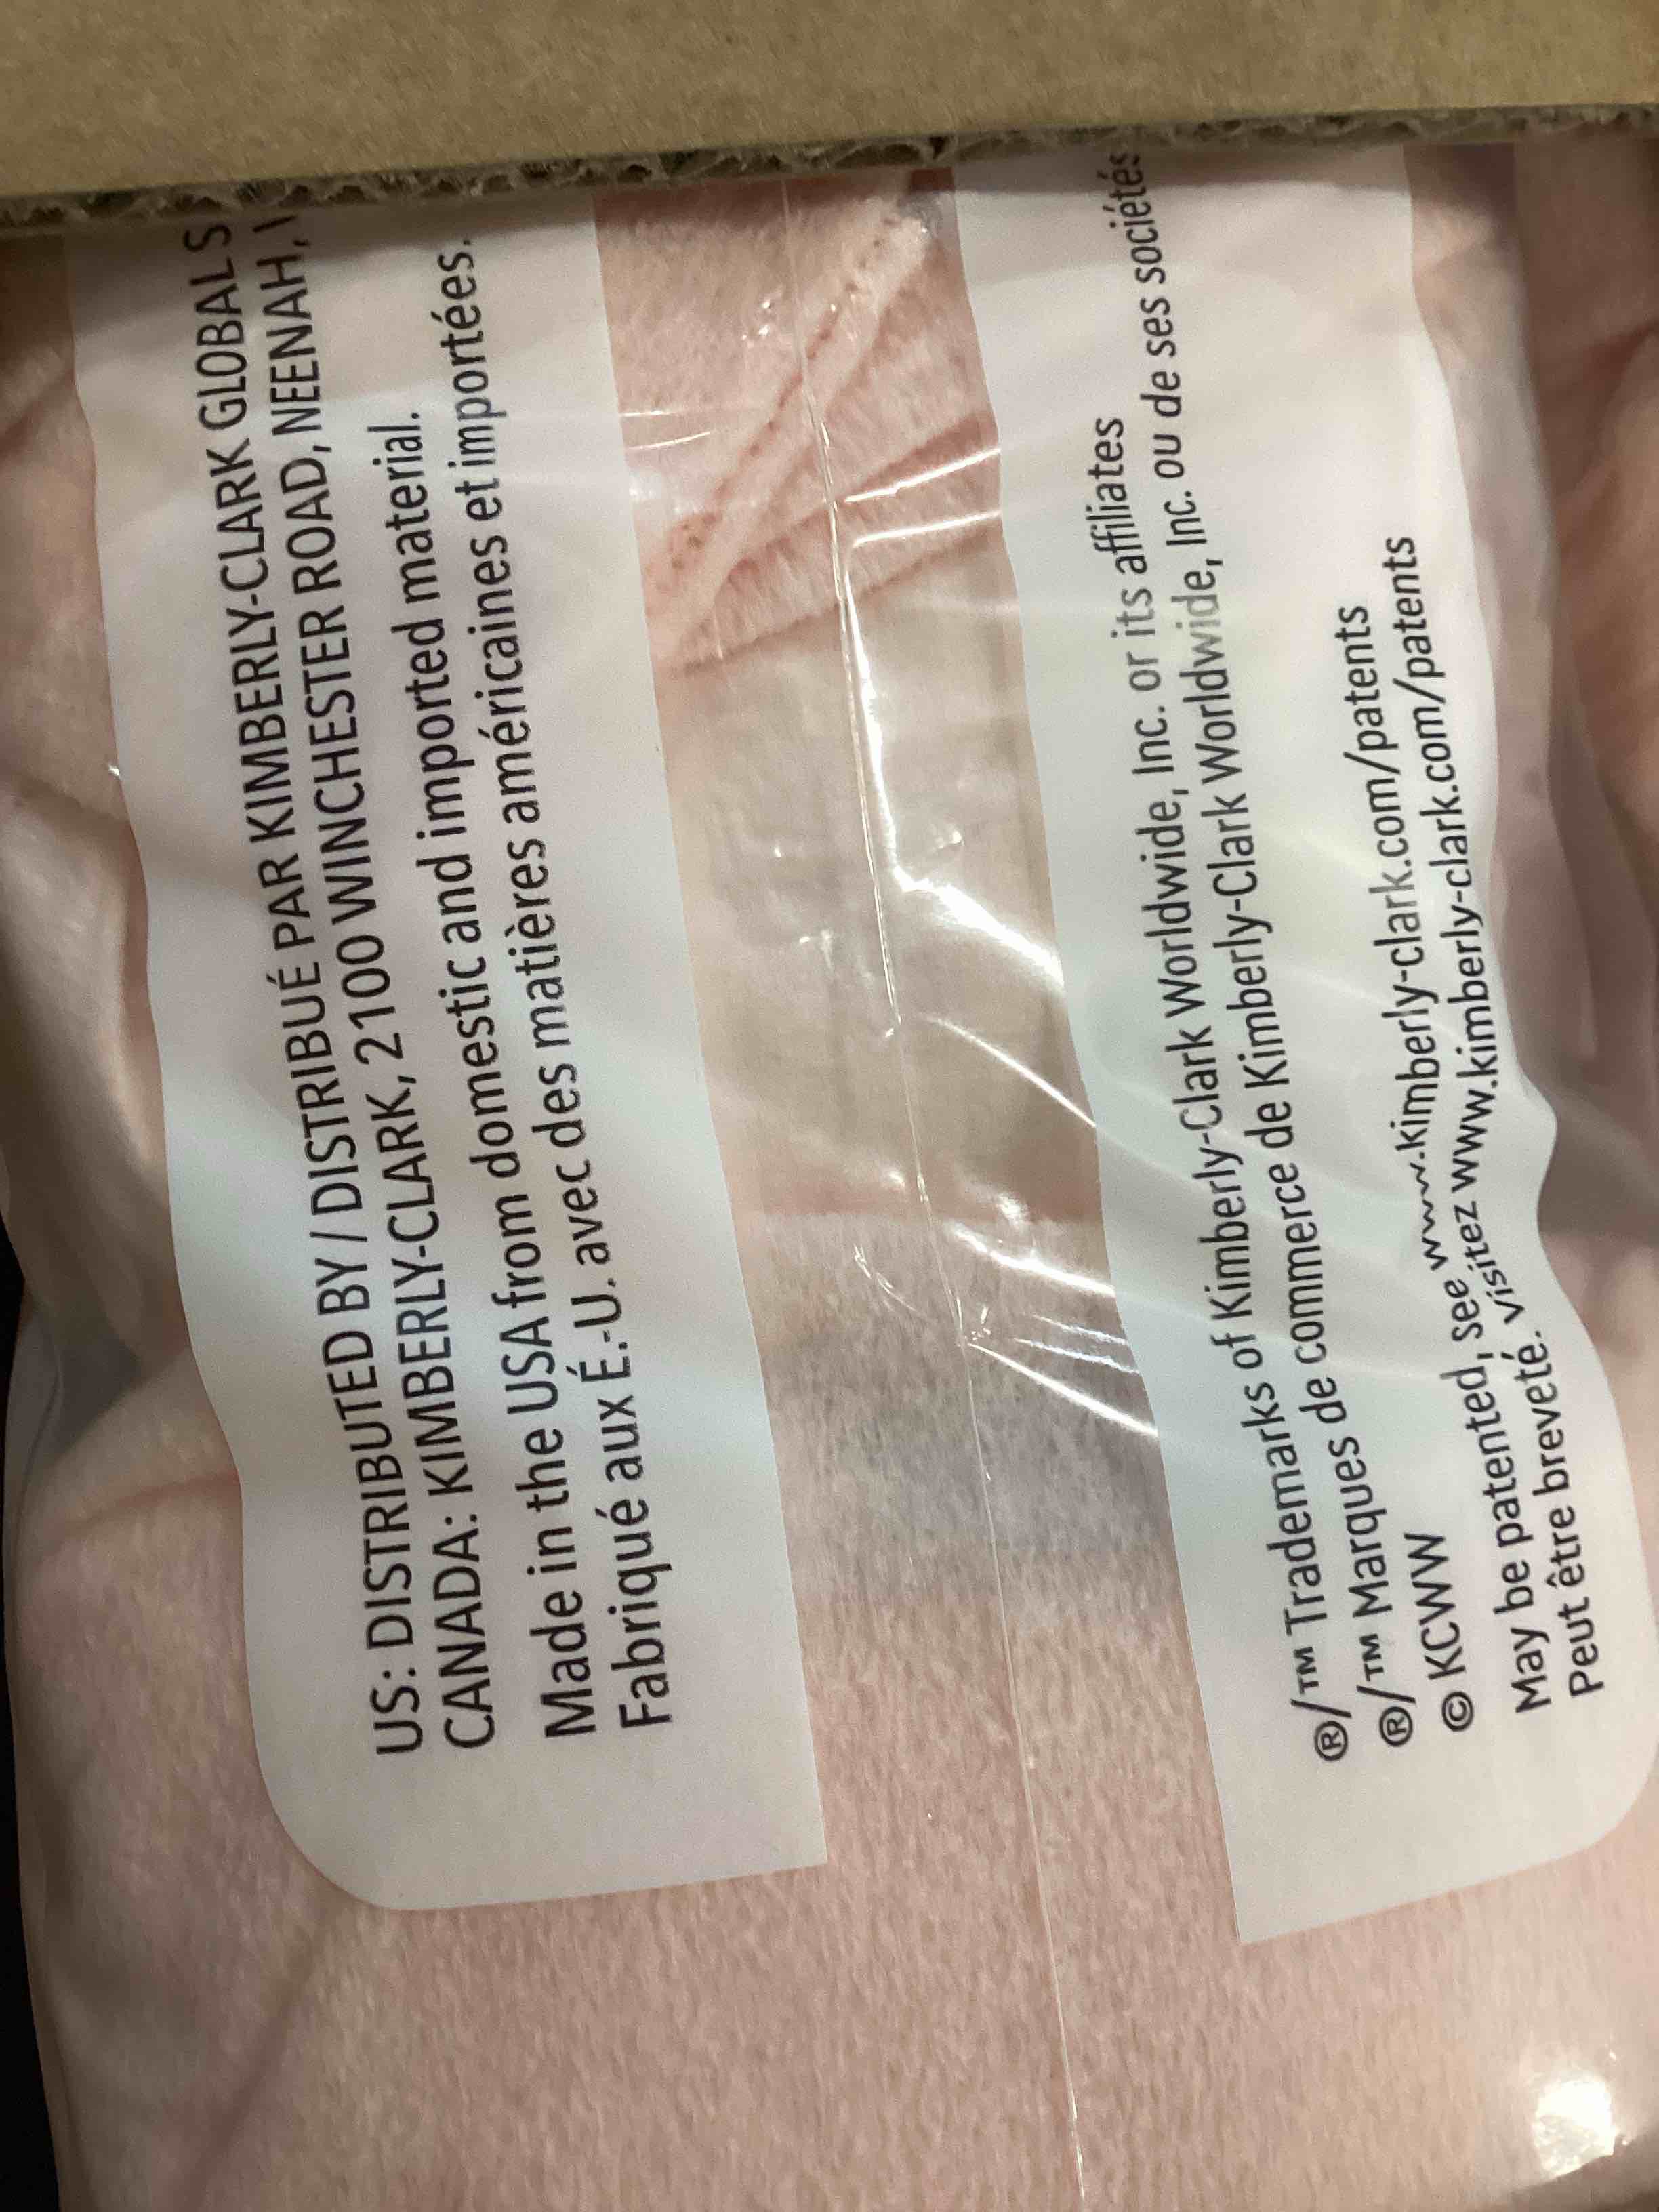 US: DISTRIBUTED BY / DISTRIBUÉ PAR KIMBERLY-CLARK GLOBAL S
CANADA: KIMBERLY-CLARK, 2100 WINCHESTER ROAD, NEENAH,
Made in the USA from domestic and imported material.
Fabriqué aux É.-U. avec des matières américaines et importées.
®/™ Trademarks of Kimberly-Clark Worldwide, Inc. or its affiliates
®/™ Marques de commerce de Kimberly-Clark Worldwide, Inc. ou de ses sociétés
© KCWW
May be patented, see www.kimberly-clark.com/patents
Peut être breveté. Visitez www.kimberly-clark.com/patents